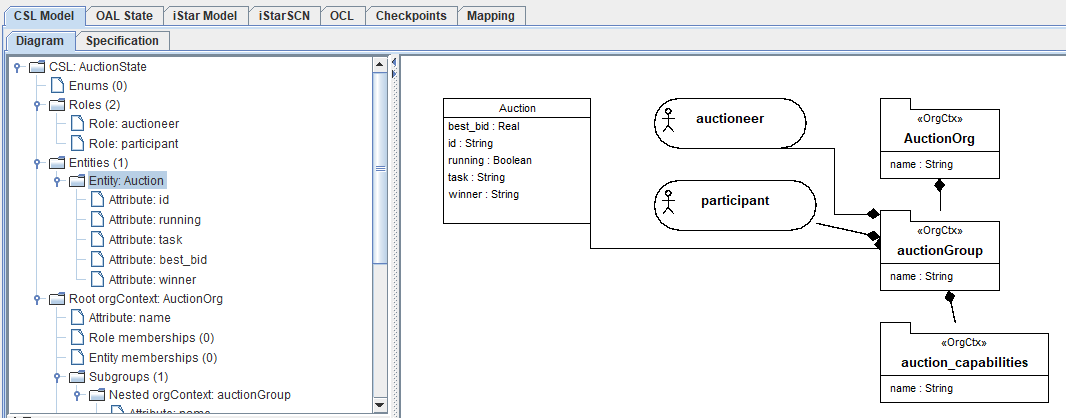 CSL Model OAL State iStar Model iStarSCN OCL Checkpoints Mapping
Diagram Specification
CSL: AuctionState
Enums (0)
Roles (2)
Role: auctioneer
Role: participant
Entities (1)
Entity: Auction
Attribute: id
Attribute: running
Attribute: task
Attribute: best_bid
Attribute: winner
Root orgContext: AuctionOrg
Attribute: name
Role memberships (0)
Entity memberships (0)
Subgroups (1)
Nested orgContext: auctionGroup
Attribute: name
Auction
best_bid : Real
id : String
running : Boolean
task : String
winner : String
auctioneer
participant
«OrgCtx»
AuctionOrg
name : String
«OrgCtx»
auctionGroup
name : String
«OrgCtx»
auction_capabilities
name : String